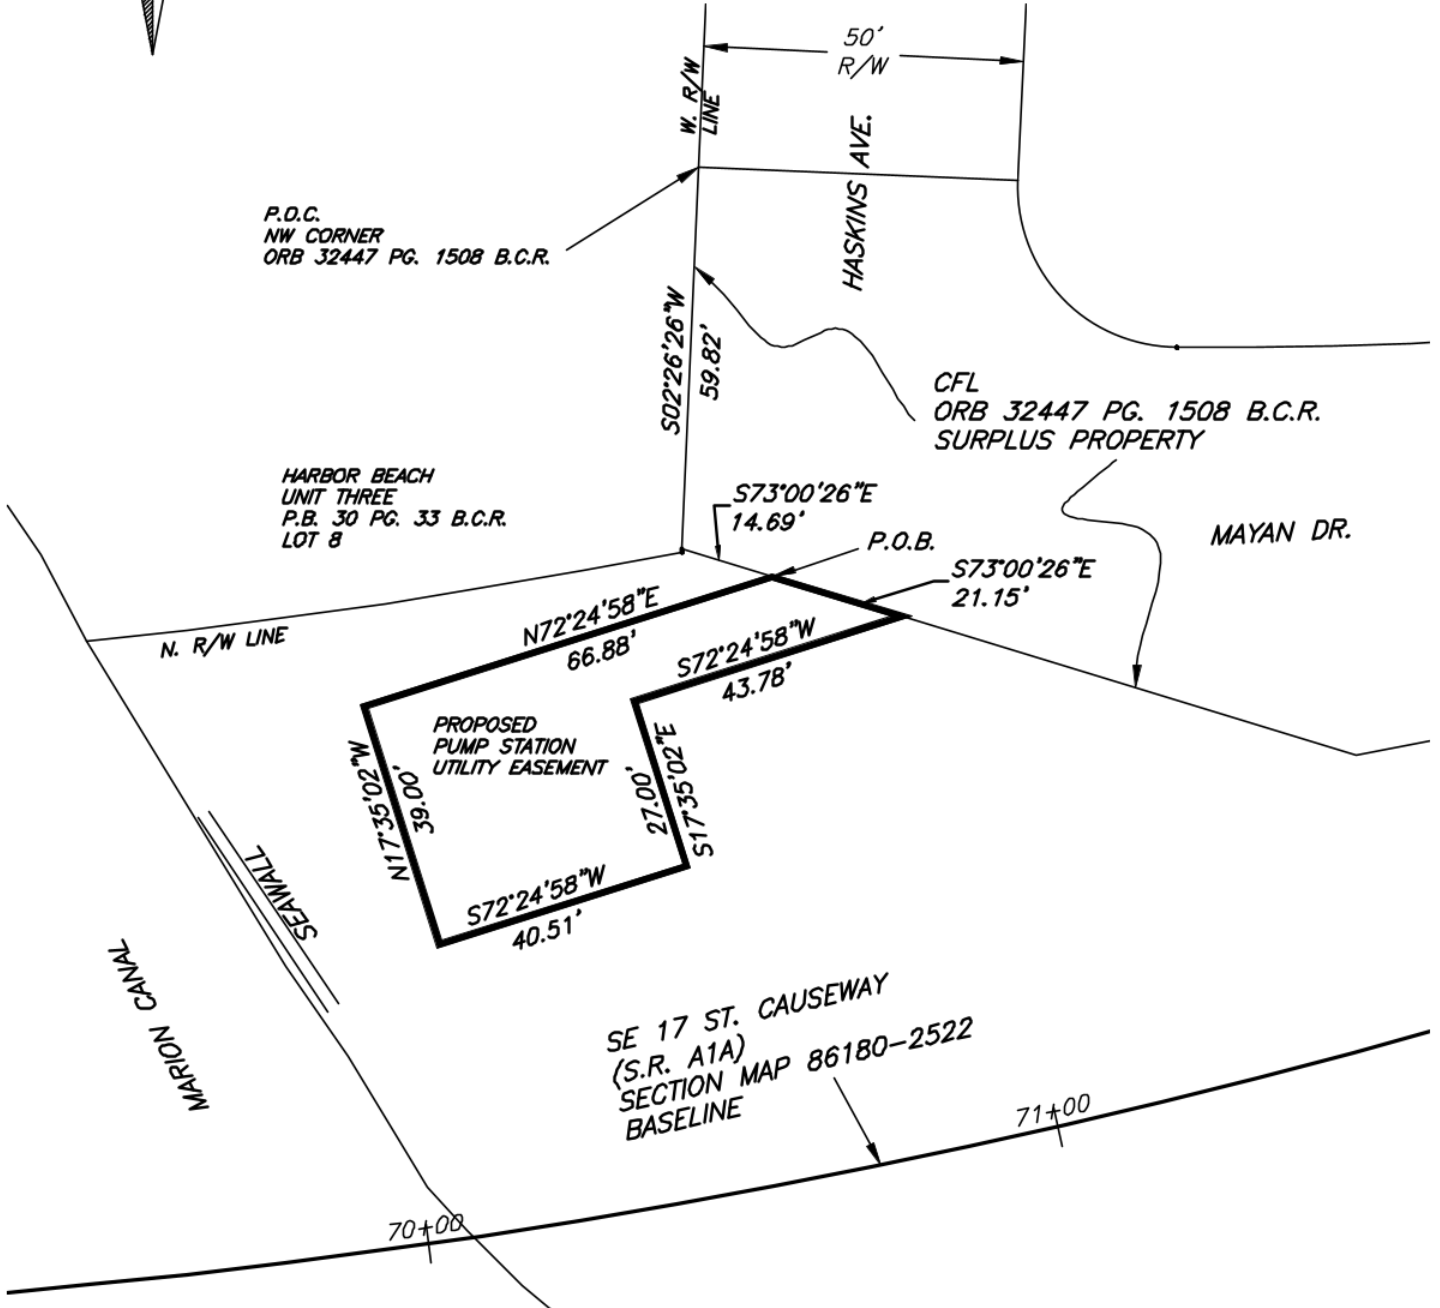 50'
R/W
W. R/W
LINE
HASKINS AVE.
P.O.C.
NW CORNER
ORB 32447 PG. 1508 B.C.R.
S02°26'26"W
59.82'
CFL
ORB 32447 PG. 1508 B.C.R.
SURPLUS PROPERTY
HARBOR BEACH
UNIT THREE
P.B. 30 PG. 33 B.C.R.
LOT 8
S73°00'26"E
14.69'
P.O.B.
MAYAN DR.
S73°00'26"E
21.15'
N. R/W LINE
N72°24'58"E
66.88'
S72°24'58"W
43.78'
PROPOSED
PUMP STATION
UTILITY EASEMENT
N17°35'02"W
39.00'
27.00'
S17°35'02"E
S72°24'58"W
40.51'
SEAWALL
MARION CANAL
SE 17 ST. CAUSEWAY
(S.R. A1A)
SECTION MAP 86180-2522
BASELINE
71+00
70+00